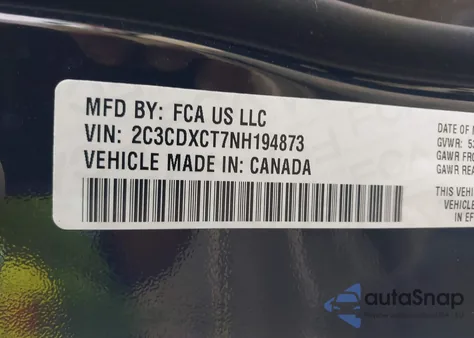 MFD BY: FCA US LLC
VIN: 2C3CDXCT7NH194873
VEHICLE MADE IN: CANADA
DATE OF
GVWR: 52
GAWR FRO
GAWR REA
THIS VEHI
VEHICLE
IN EF
autaSnap